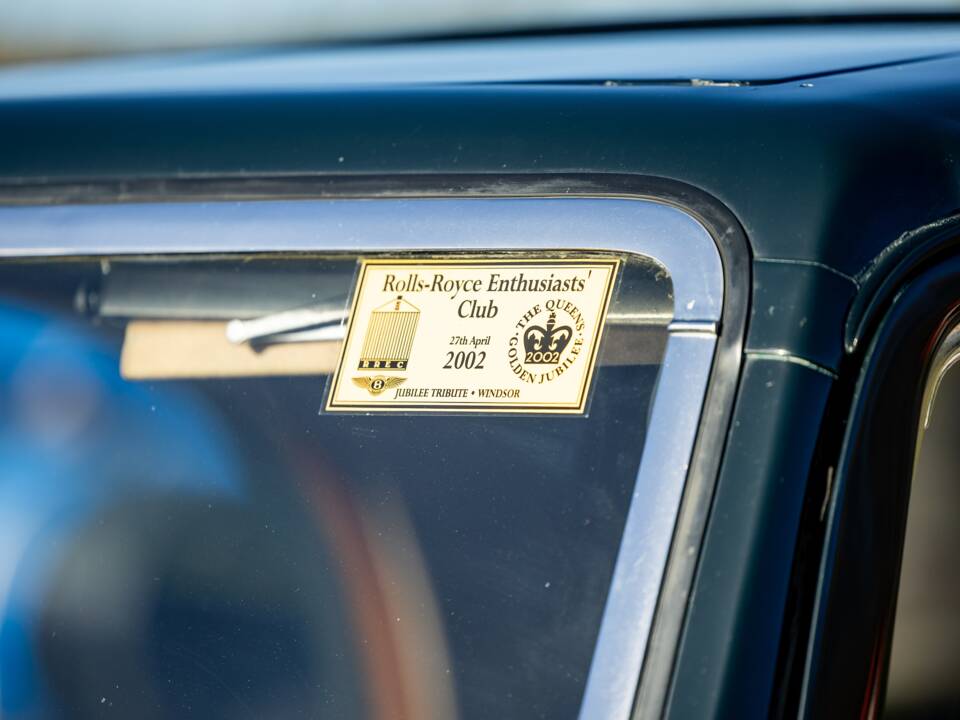 Rolls-Royce Enthusiasts'
Club
27th April
2002
RREC
B
JUBILEE TRIBUTE • WINDSOR
THE QUEEN'S
GOLDEN JUBILEE
2002